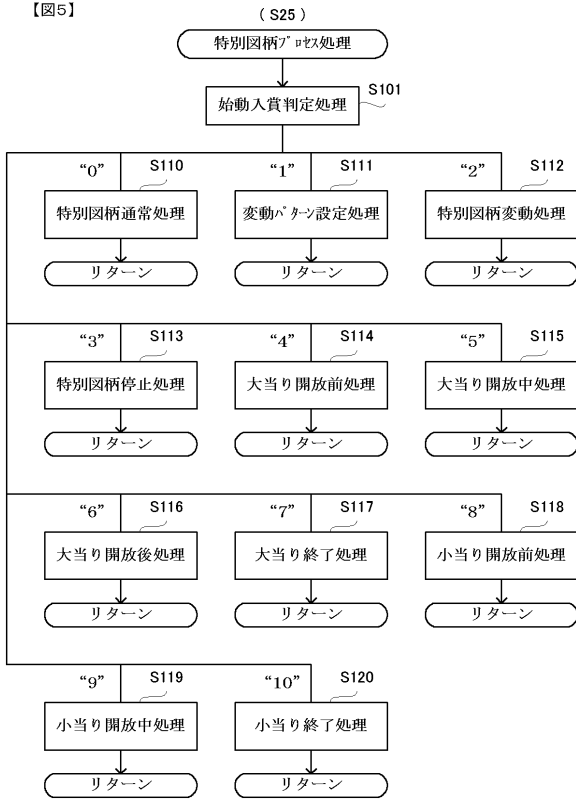 【図5】
(S25)
特別図柄ﾌﾟﾛｾｽ処理
始動入賞判定処理
S101
“0”
S110
“1”
S111
“2”
S112
特別図柄通常処理
変動ﾊﾟﾀｰﾝ設定処理
特別図柄変動処理
リターン
リターン
リターン
“3”
S113
“4”
S114
“5”
S115
特別図柄停止処理
大当り開放前処理
大当り開放中処理
リターン
リターン
リターン
“6”
S116
“7”
S117
“8”
S118
大当り開放後処理
大当り終了処理
小当り開放前処理
リターン
リターン
リターン
“9”
S119
“10”
S120
小当り開放中処理
小当り終了処理
リターン
リターン